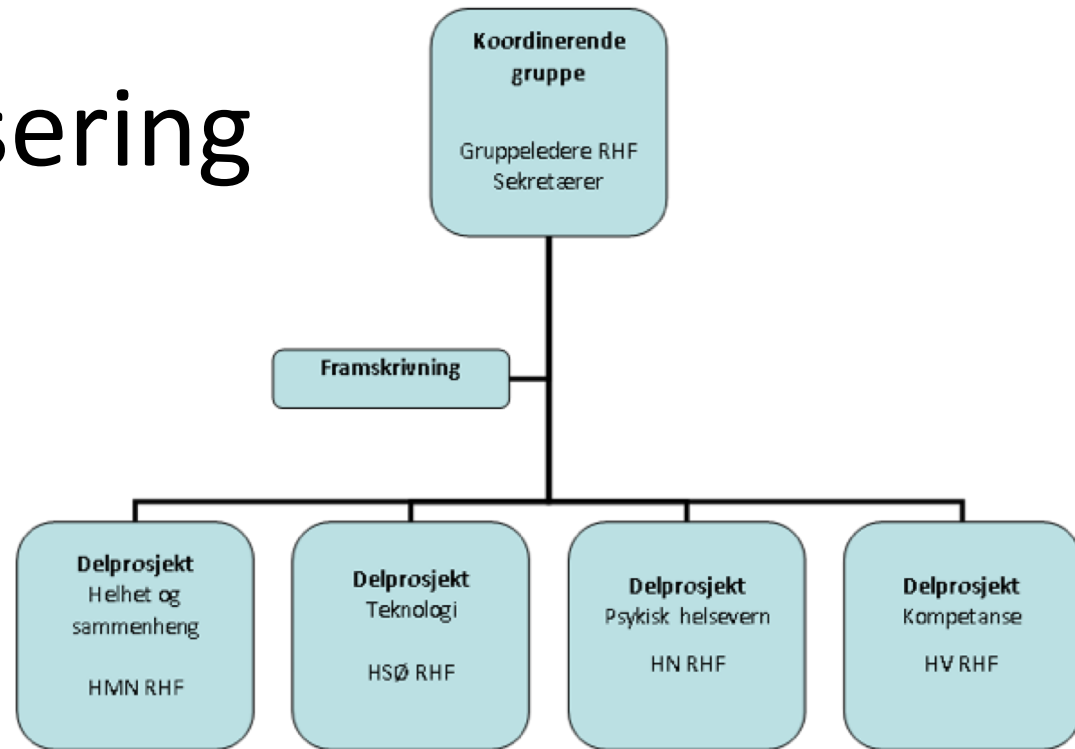 Koordinerende
gruppe
Gruppeledere RHF
Sekretærer
sering
Framskrivning
Delprosjekt
Helhet og
sammenheng
HMN RHF
Delprosjekt
Teknologi
HSØ RHF
Delprosjekt
Psykisk helsevern
HN RHF
Delprosjekt
Kompetanse
HV RHF